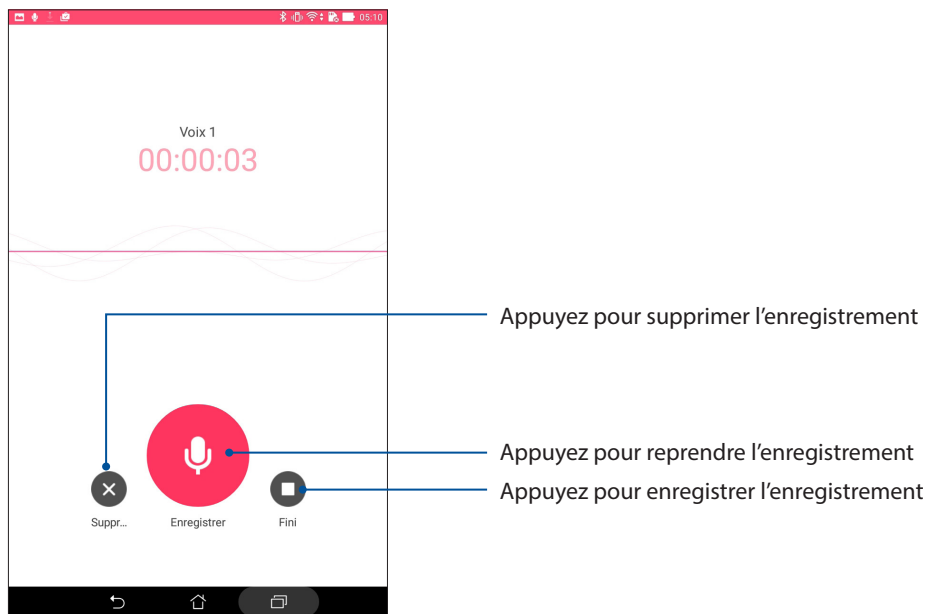 05:10
Voix 1
00:00:03
Appuyez pour supprimer l’enregistrement
Appuyez pour reprendre l’enregistrement
Appuyez pour enregistrer l’enregistrement
Suppr... Enregistrer Fini